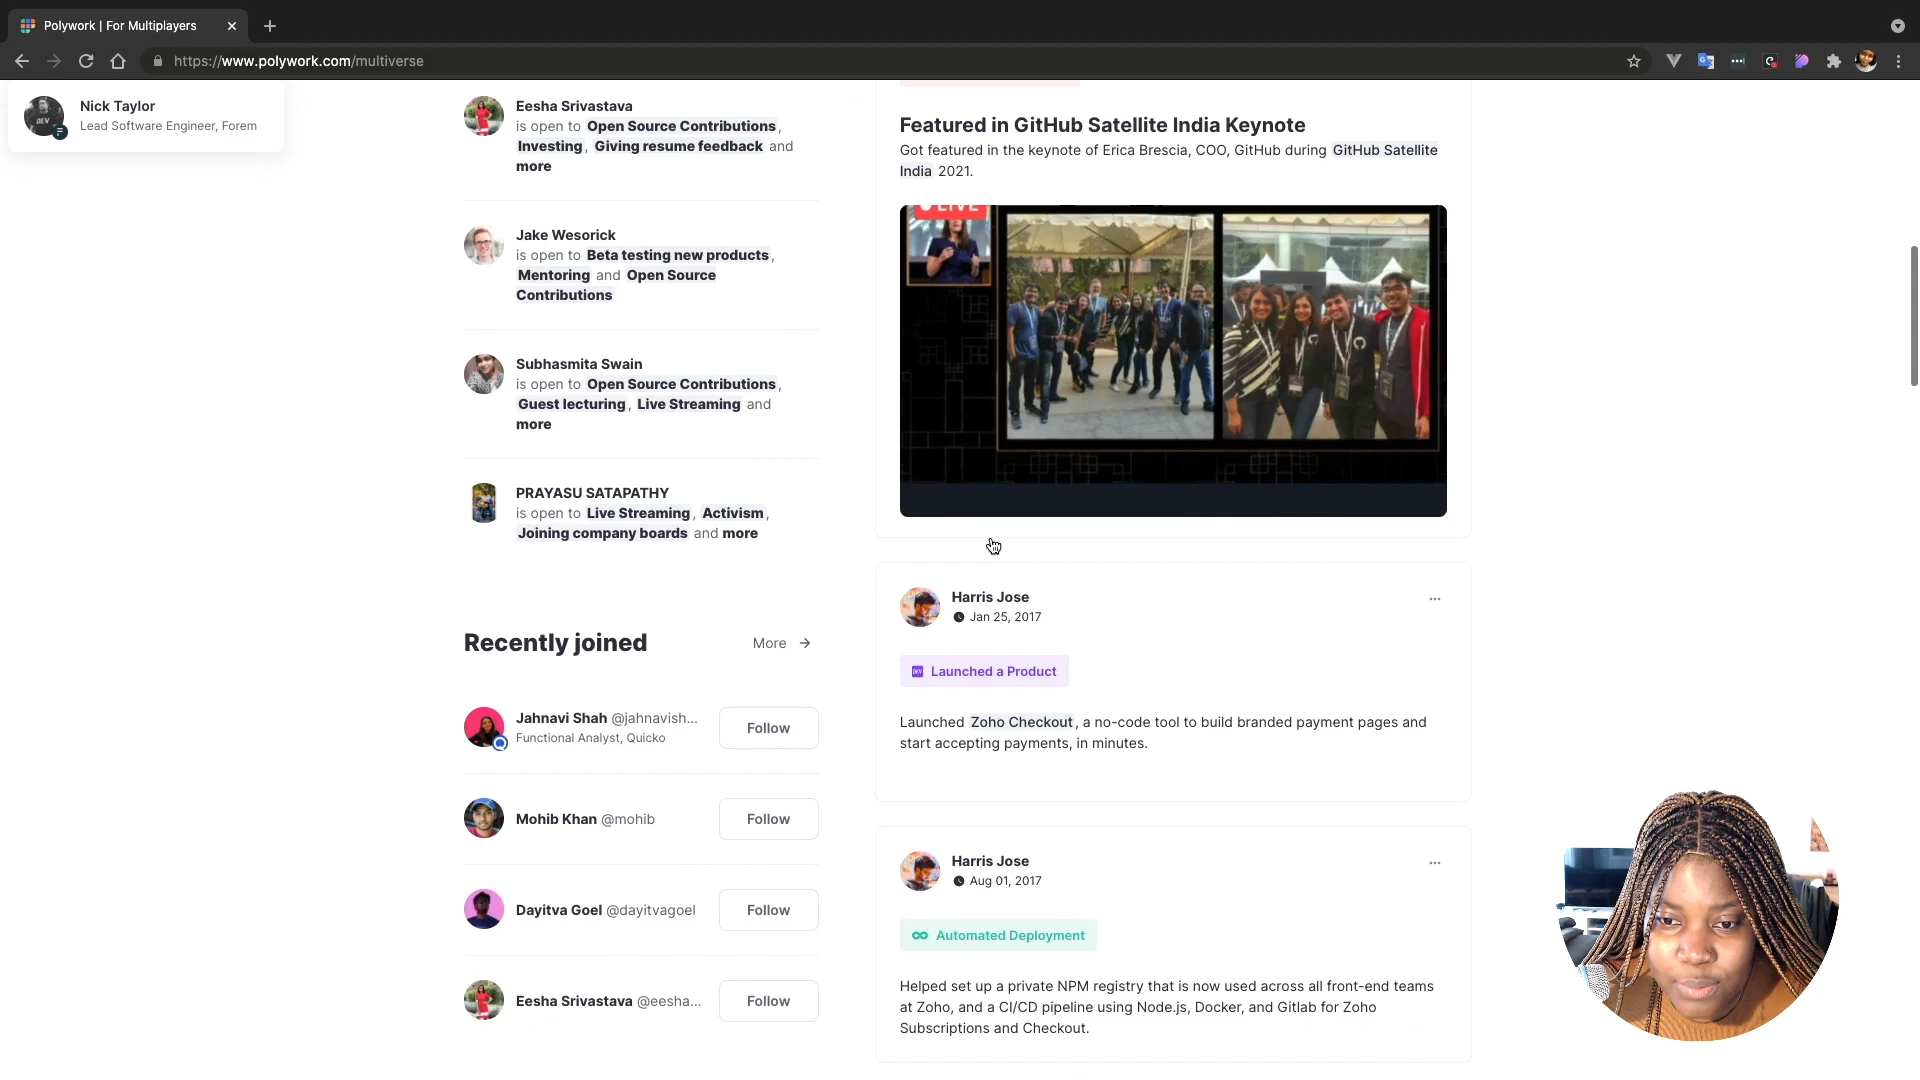 Polywork | For Multiplayers
https://www.polywork.com/multiverse
Nick Taylor
Lead Software Engineer, Forem
Eesha Srivastava
is open to Open Source Contributions,
Investing, Giving resume feedback and
more
Jake Wesorick
is open to Beta testing new products,
Mentoring and Open Source
Contributions
Subhasmita Swain
is open to Open Source Contributions,
Guest lecturing, Live Streaming and
more
PRAYASU SATAPATHY
is open to Live Streaming, Activism,
Joining company boards and more
Recently joined
More
Jahnavi Shah @jahnavish...
Functional Analyst, Quicko
Follow
Mohib Khan @mohib
Follow
Dayitva Goel @dayitvagoel
Follow
Eesha Srivastava @eesha...
Follow
Featured in GitHub Satellite India Keynote
Got featured in the keynote of Erica Brescia, COO, GitHub during GitHub Satellite
India 2021.
LIVE
Harris Jose
Jan 25, 2017
Launched a Product
Launched Zoho Checkout, a no-code tool to build branded payment pages and
start accepting payments, in minutes.
Harris Jose
Aug 01, 2017
Automated Deployment
Helped set up a private NPM registry that is now used across all front-end teams
at Zoho, and a CI/CD pipeline using Node.js, Docker, and Gitlab for Zoho
Subscriptions and Checkout.